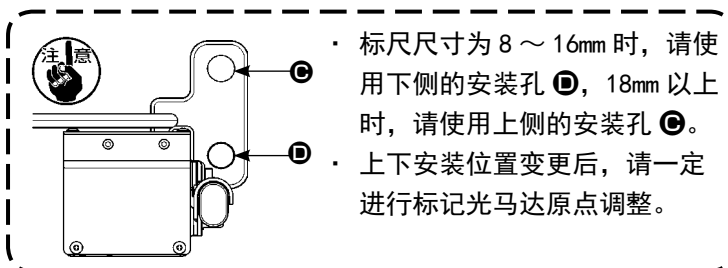 注意
C
D
· 标尺尺寸为 8 ～ 16mm 时，请使
用下侧的安装孔 D，18mm 以上
时，请使用上侧的安装孔 C。
· 上下安装位置变更后，请一定
进行标记光马达原点调整。